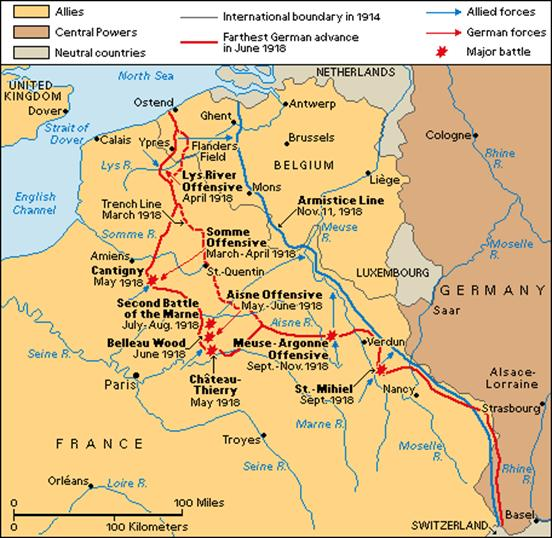 Allies
Central Powers
Neutral countries
International boundary in 1914
Farthest German advance
in June 1918
Allied forces
German forces
Major battle
North Sea
NETHERLANDS
UNITED
KINGDOM
Dover
Ostend
Ghent
Antwerp
Strait of
Dover
Calais
Ypres
Flanders
Field
Brussels
Cologne
Rhine
R.
BELGIUM
Lys R.
Lys River
Offensive
April 1918
Liège
English
Channel
Mons
Trench Line
March 1918
Armistice Line
Nov. 11, 1918
Meuse
R.
Moselle
R.
Somme R.
Somme
Offensive
March-April 1918
Amiens
Cantigny
May 1918
St.-Quentin
LUXEMBOURG
GERMANY
Saar
Aisne Offensive
May-June 1918
Second Battle
of the Marne
July-Aug. 1918
Aisne R.
Belleau Wood
June 1918
Meuse-Argonne
Offensive
Sept.-Nov. 1918
Verdun
Seine R.
Paris
Château-
Thierry
May 1918
St.-Mihiel
Sept. 1918
Nancy
Alsace-
Lorraine
Strasbourg
Marne R.
Moselle
R.
FRANCE
Troyes
Seine R.
Rhine
R.
Orléans
Loire R.
0
100 Miles
0
100 Kilometers
Basel
SWITZERLAND